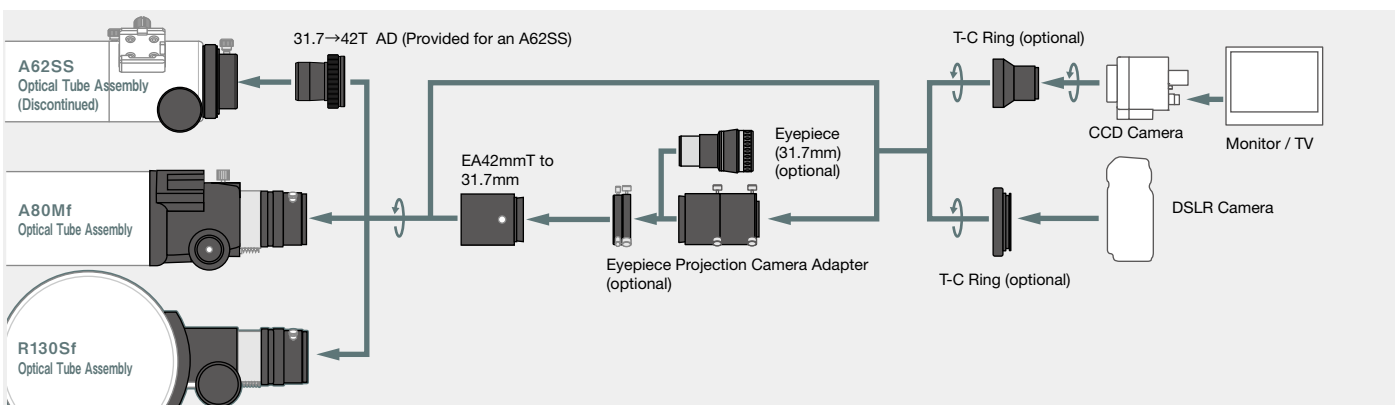 A62SS
Optical Tube Assembly
(Discontinued)
31.7→42T AD (Provided for an A62SS)
A80Mf
Optical Tube Assembly
R130Sf
Optical Tube Assembly
EA42mmT to
31.7mm
Eyepiece
(31.7mm)
(optional)
Eyepiece Projection Camera Adapter
(optional)
T-C Ring (optional)
CCD Camera
Monitor / TV
DSLR Camera
T-C Ring (optional)